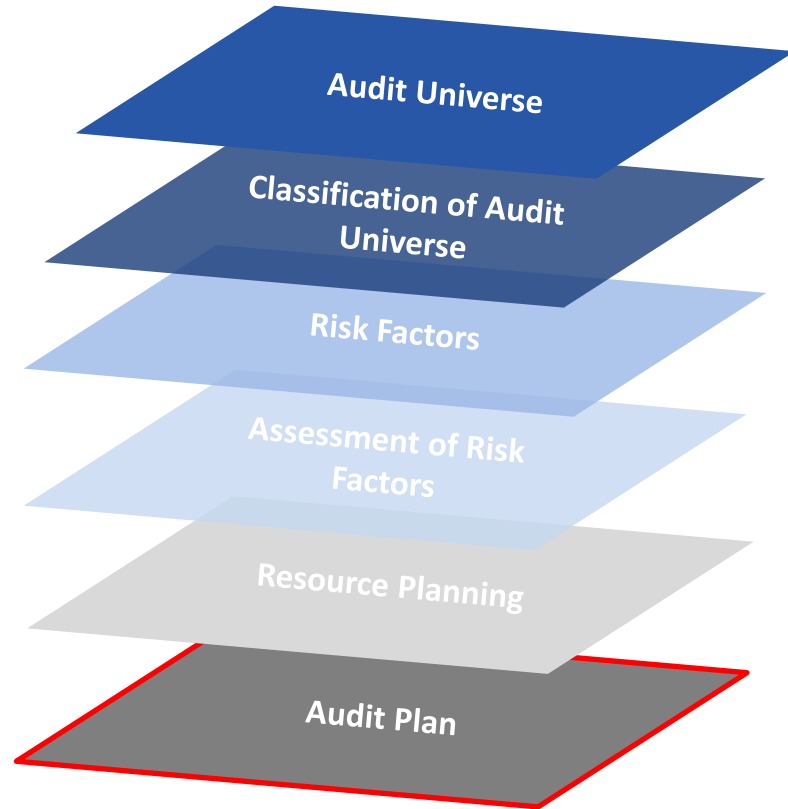 Audit Universe
Classification of Audit
Universe
Risk Factors
Assessment of Risk
Factors
Resource Planning
Audit Plan